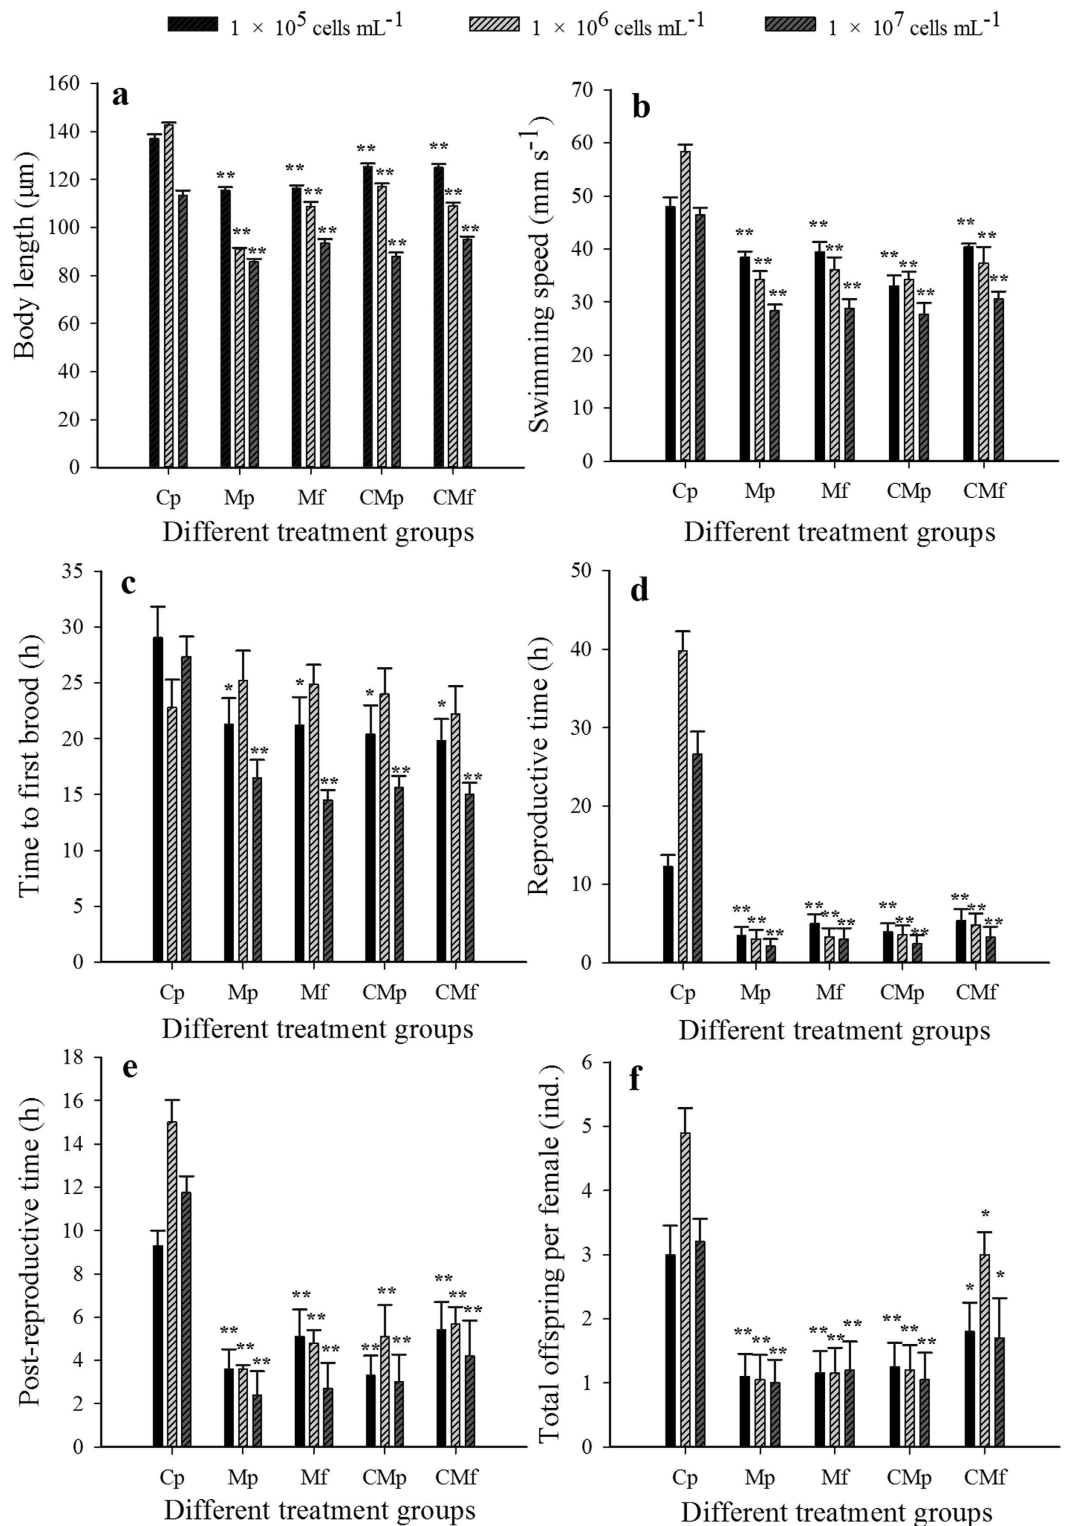 1 × 10^5 cells mL^-1 1 × 10^6 cells mL^-1 1 × 10^7 cells mL^-1
a
Body length (μm)
160
140
120
100
80
60
40
20
0
** ** ** ** ** ** ** ** ** ** ** **
Cp Mp Mf CMp CMf
Different treatment groups
b
Swimming speed (mm s^-1)
70
60
50
40
30
20
10
0
** ** ** ** ** ** ** ** ** ** ** **
Cp Mp Mf CMp CMf
Different treatment groups
c
Time to first brood (h)
35
30
25
20
15
10
5
0
* ** * ** * ** * **
Cp Mp Mf CMp CMf
Different treatment groups
d
Reproductive time (h)
50
40
30
20
10
0
** ** ** ** ** ** ** ** ** ** ** **
Cp Mp Mf CMp CMf
Different treatment groups
e
Post-reproductive time (h)
18
16
14
12
10
8
6
4
2
0
** ** ** ** ** ** ** ** ** ** ** **
Cp Mp Mf CMp CMf
Different treatment groups
f
Total offspring per female (ind.)
6
5
4
3
2
1
0
** ** ** ** ** ** ** ** ** * * *
Cp Mp Mf CMp CMf
Different treatment groups